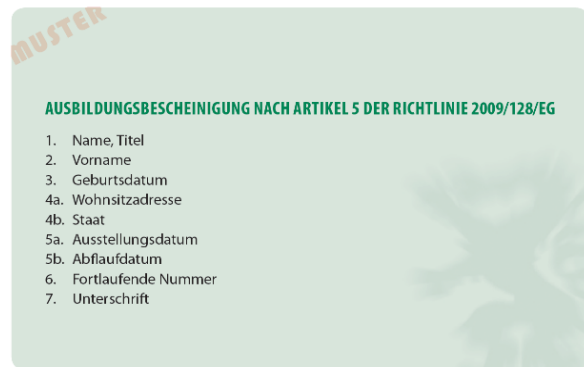 MUSTER
AUSBILDUNGSBESCHEINIGUNG NACH ARTIKEL 5 DER RICHTLINIE 2009/128/EG
1. Name, Titel
2. Vorname
3. Geburtsdatum
4a. Wohnsitzadresse
4b. Staat
5a. Ausstellungsdatum
5b. Abflaufdatum
6. Fortlaufende Nummer
7. Unterschrift